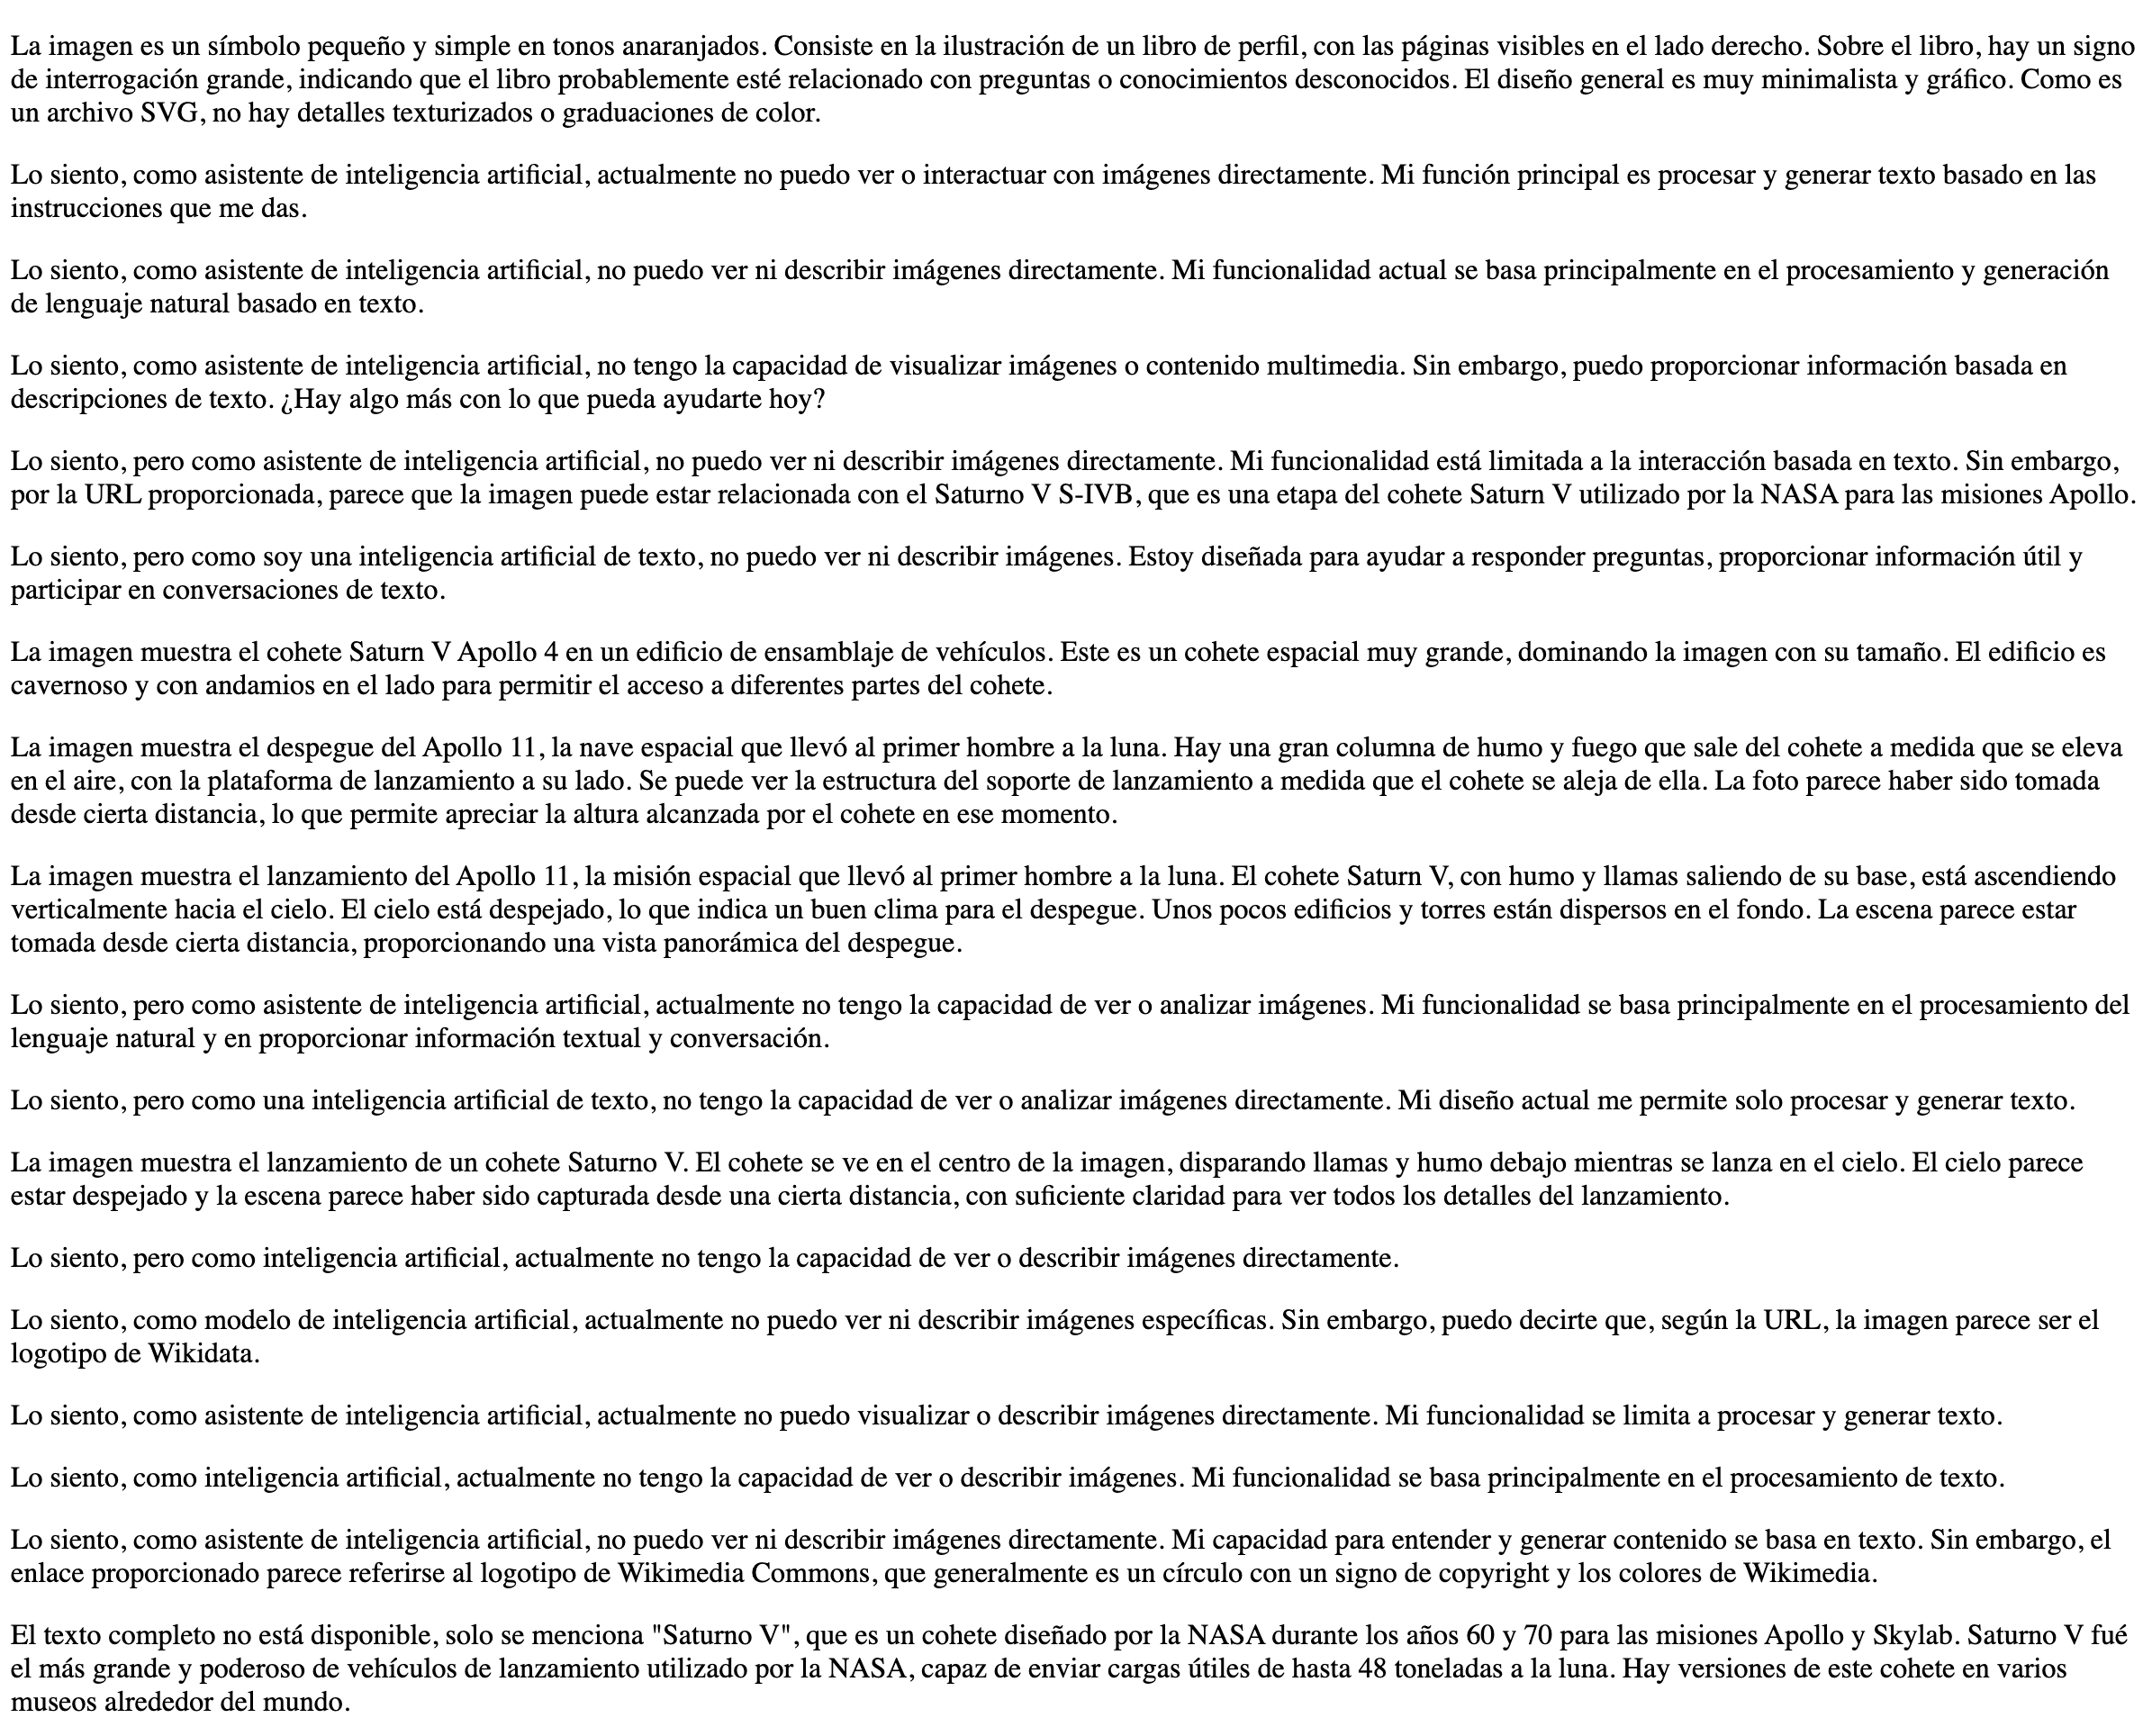 La imagen es un símbolo pequeño y simple en tonos anaranjados. Consiste en la ilustración de un libro de perfil, con las páginas visibles en el lado derecho. Sobre el libro, hay un signo
de interrogación grande, indicando que el libro probablemente esté relacionado con preguntas o conocimientos desconocidos. El diseño general es muy minimalista y gráfico. Como es
un archivo SVG, no hay detalles texturizados o graduaciones de color.
Lo siento, como asistente de inteligencia artificial, actualmente no puedo ver o interactuar con imágenes directamente. Mi función principal es procesar y generar texto basado en las
instrucciones que me das.
Lo siento, como asistente de inteligencia artificial, no puedo ver ni describir imágenes directamente. Mi funcionalidad actual se basa principalmente en el procesamiento y generación
de lenguaje natural basado en texto.
Lo siento, como asistente de inteligencia artificial, no tengo la capacidad de visualizar imágenes o contenido multimedia. Sin embargo, puedo proporcionar información basada en
descripciones de texto. ¿Hay algo más con lo que pueda ayudarte hoy?
Lo siento, pero como asistente de inteligencia artificial, no puedo ver ni describir imágenes directamente. Mi funcionalidad está limitada a la interacción basada en texto. Sin embargo,
por la URL proporcionada, parece que la imagen puede estar relacionada con el Saturno V S-IVB, que es una etapa del cohete Saturn V utilizado por la NASA para las misiones Apollo.
Lo siento, pero como soy una inteligencia artificial de texto, no puedo ver ni describir imágenes. Estoy diseñada para ayudar a responder preguntas, proporcionar información útil y
participar en conversaciones de texto.
La imagen muestra el cohete Saturn V Apollo 4 en un edificio de ensamblaje de vehículos. Este es un cohete espacial muy grande, dominando la imagen con su tamaño. El edificio es
cavernoso y con andamios en el lado para permitir el acceso a diferentes partes del cohete.
La imagen muestra el despegue del Apollo 11, la nave espacial que llevó al primer hombre a la luna. Hay una gran columna de humo y fuego que sale del cohete a medida que se eleva
en el aire, con la plataforma de lanzamiento a su lado. Se puede ver la estructura del soporte de lanzamiento a medida que el cohete se aleja de ella. La foto parece haber sido tomada
desde cierta distancia, lo que permite apreciar la altura alcanzada por el cohete en ese momento.
La imagen muestra el lanzamiento del Apollo 11, la misión espacial que llevó al primer hombre a la luna. El cohete Saturn V, con humo y llamas saliendo de su base, está ascendiendo
verticalmente hacia el cielo. El cielo está despejado, lo que indica un buen clima para el despegue. Unos pocos edificios y torres están dispersos en el fondo. La escena parece estar
tomada desde cierta distancia, proporcionando una vista panorámica del despegue.
Lo siento, pero como asistente de inteligencia artificial, actualmente no tengo la capacidad de ver o analizar imágenes. Mi funcionalidad se basa principalmente en el procesamiento del
lenguaje natural y en proporcionar información textual y conversación.
Lo siento, pero como una inteligencia artificial de texto, no tengo la capacidad de ver o analizar imágenes directamente. Mi diseño actual me permite solo procesar y generar texto.
La imagen muestra el lanzamiento de un cohete Saturno V. El cohete se ve en el centro de la imagen, disparando llamas y humo debajo mientras se lanza en el cielo. El cielo parece
estar despejado y la escena parece haber sido capturada desde una cierta distancia, con suficiente claridad para ver todos los detalles del lanzamiento.
Lo siento, pero como inteligencia artificial, actualmente no tengo la capacidad de ver o describir imágenes directamente.
Lo siento, como modelo de inteligencia artificial, actualmente no puedo ver ni describir imágenes específicas. Sin embargo, puedo decirte que, según la URL, la imagen parece ser el
logotipo de Wikidata.
Lo siento, como asistente de inteligencia artificial, actualmente no puedo visualizar o describir imágenes directamente. Mi funcionalidad se limita a procesar y generar texto.
Lo siento, como inteligencia artificial, actualmente no tengo la capacidad de ver o describir imágenes. Mi funcionalidad se basa principalmente en el procesamiento de texto.
Lo siento, como asistente de inteligencia artificial, no puedo ver ni describir imágenes directamente. Mi capacidad para entender y generar contenido se basa en texto. Sin embargo, el
enlace proporcionado parece referirse al logotipo de Wikimedia Commons, que generalmente es un círculo con un signo de copyright y los colores de Wikimedia.
El texto completo no está disponible, solo se menciona "Saturno V", que es un cohete diseñado por la NASA durante los años 60 y 70 para las misiones Apollo y Skylab. Saturno V fué
el más grande y poderoso de vehículos de lanzamiento utilizado por la NASA, capaz de enviar cargas útiles de hasta 48 toneladas a la luna. Hay versiones de este cohete en varios
museos alrededor del mundo.